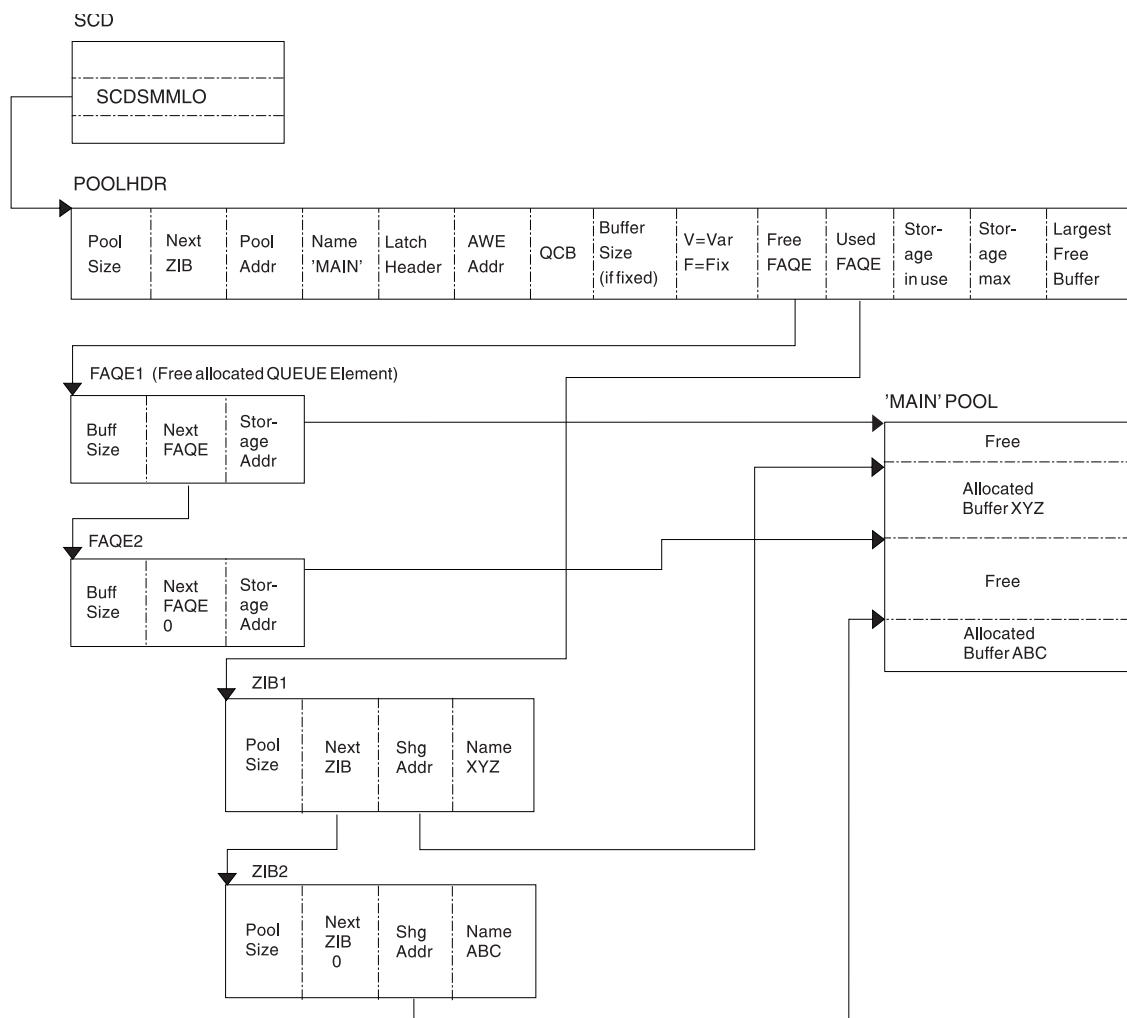 SCD
SCDSMMLO
POOLHDR
Pool
Size
Next
ZIB
Pool
Addr
Name
'MAIN'
Latch
Header
AWE
Addr
QCB
Buffer
Size
(if fixed)
V=Var
F=Fix
Free
FAQE
Used
FAQE
Stor-
age
in use
Stor-
age
max
Largest
Free
Buffer
FAQE1 (Free allocated QUEUE Element)
Buff
Size
Next
FAQE
Stor-
age
Addr
'MAIN' POOL
Free
Allocated
Buffer XYZ
Free
Allocated
Buffer ABC
FAQE2
Buff
Size
Next
FAQE
0
Stor-
age
Addr
ZIB1
Pool
Size
Next
ZIB
Shg
Addr
Name
XYZ
ZIB2
Pool
Size
Next
ZIB
0
Shg
Addr
Name
ABC